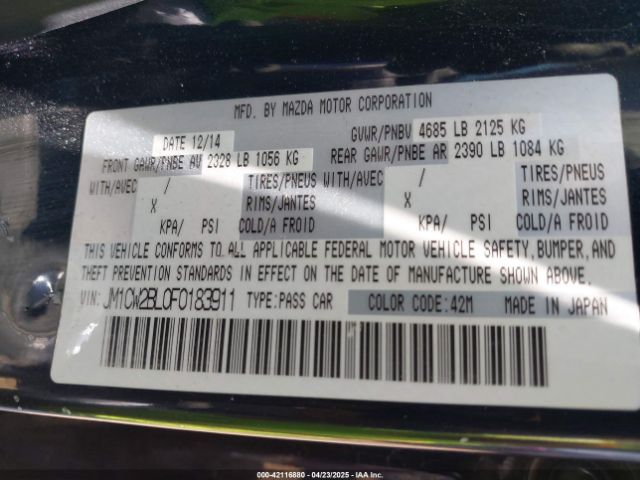 MFD. BY MAZDA MOTOR CORPORATION
DATE 12/14 GVWR/PNBV 4685 LB 2125 KG
FRONT GAWR/PNBE AV 2328 LB 1056 KG REAR GAWR/PNBE AR 2390 LB 1084 KG
WITH/AVEC / TIRES/PNEUS WITH/AVEC / TIRES/PNEUS
X RIMS/JANTES X RIMS/JANTES
KPA/ PSI COLD/A FROID KPA/ PSI COLD/A FROID
THIS VEHICLE CONFORMS TO ALL APPLICABLE FEDERAL MOTOR VEHICLE SAFETY, BUMPER, AND
THEFT PREVENTION STANDARDS IN EFFECT ON THE DATE OF MANUFACTURE SHOWN ABOVE.
VIN: JM1CW2BL0F0183911 TYPE:PASS CAR COLOR CODE:42M MADE IN JAPAN
000-42116880 - 04/23/2025 - IAA Inc.